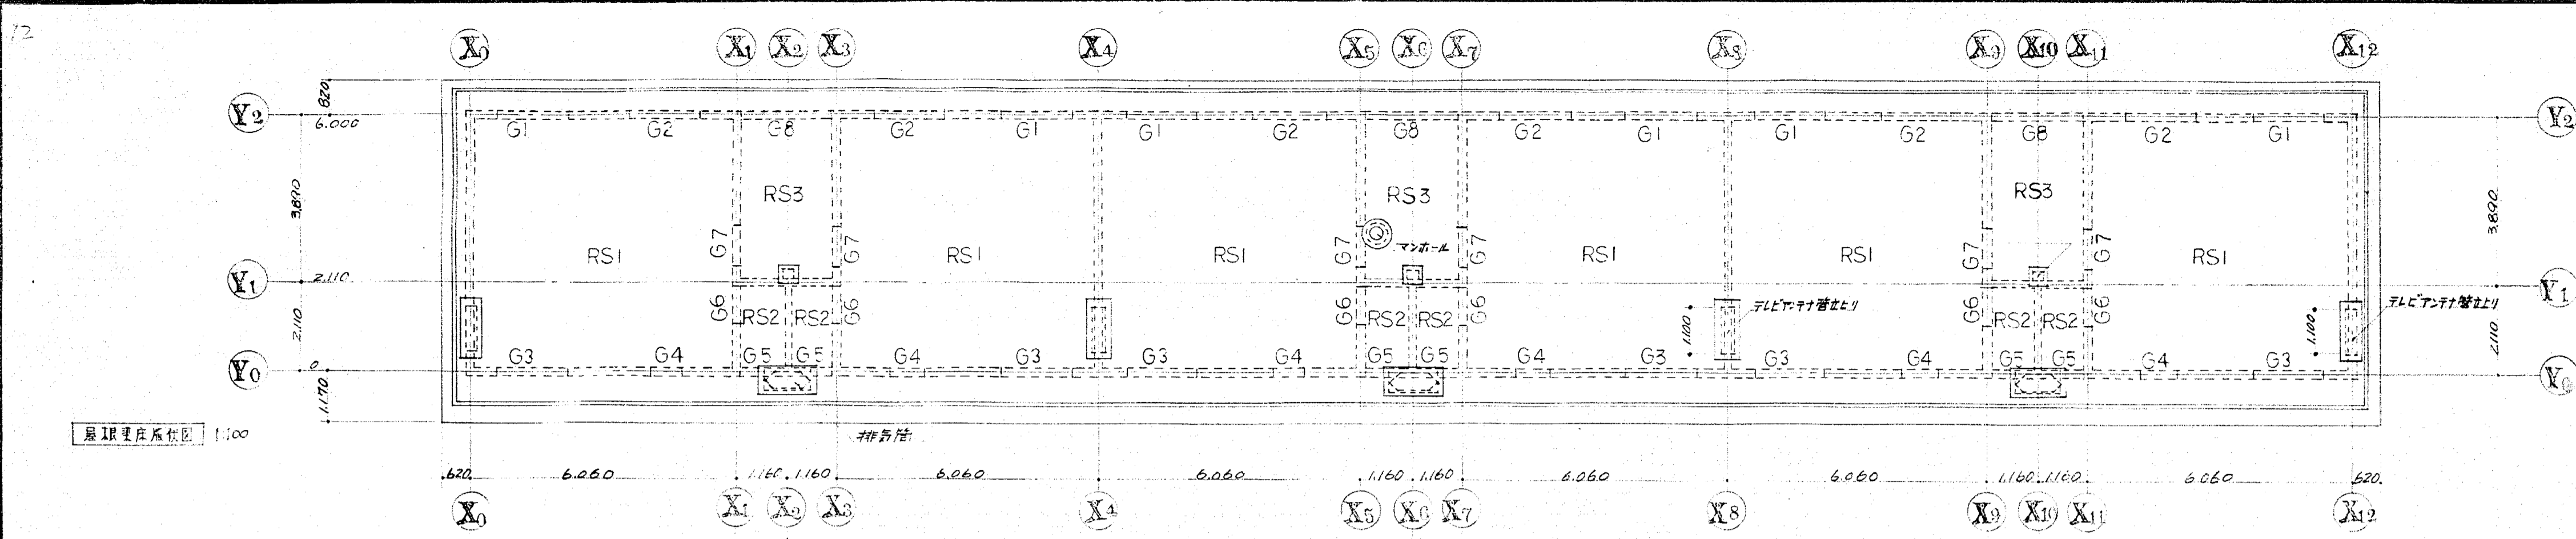 12
X0 X1 X2 X3 X4 X5 X6 X7 X8 X9 X10 X11 X12
820
Y2 6.000 Y2
G1 G2 G8 G2 G1 G1 G2 G8 G2 G1 G1 G2 G8 G2 G1
3.890 RS3 RS3 RS3 3.890
G7 G7 G7 G7 G7 G7
マンホール
RS1 RS1 RS1 RS1 RS1 RS1
Y1 2.110 Y1
テレビアンテナ管立上り テレビアンテナ管立上り
G6 G6 G6 G6 G6 G6
2.110 RS2 RS2 RS2 RS2 1.100 RS2 RS2 1.100 2.110
G3 G4 G5 G5 G4 G3 G3 G4 G5 G5 G4 G3 G3 G4 G5 G5 G4 G3
Y0 0 Y0
1.170
屋根梁床版伏図 1:100
排気筒
620 6.060 1.160 1.160 6.060 6.060 1.160 1.160 6.060 6.060 1.160 1.160 6.060 620
X0 X1 X2 X3 X4 X5 X6 X7 X8 X9 X10 X11 X12